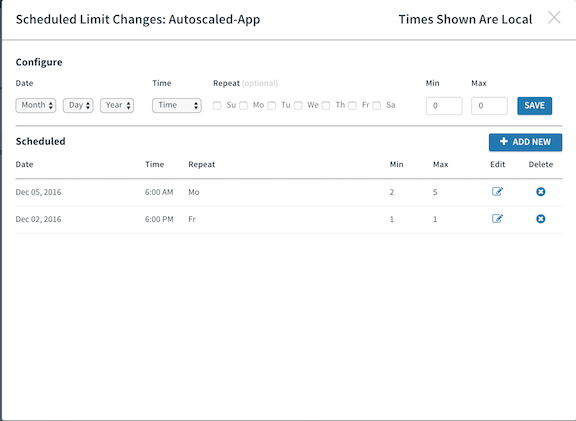 Scheduled Limit Changes: Autoscaled-App Times Shown Are Local
Configure
Date Time Repeat (optional) Min Max
Month Day Year Time Su Mo Tu We Th Fr Sa 0 0 SAVE
Scheduled + ADD NEW
Date Time Repeat Min Max Edit Delete
Dec 05, 2016 6:00 AM Mo 2 5
Dec 02, 2016 6:00 PM Fr 1 1